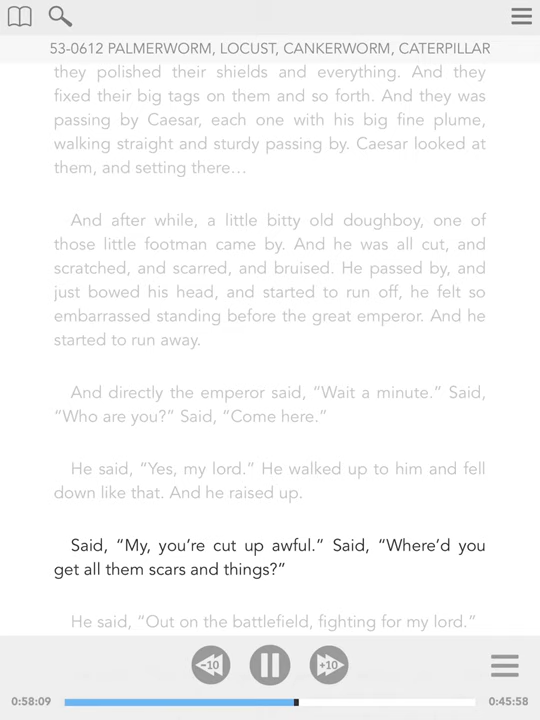 53-0612 PALMERWORM, LOCUST, CANKERWORM, CATERPILLAR
they polished their shields and everything. And they
fixed their big tags on them and so forth. And they was
passing by Caesar, each one with his big fine plume,
walking straight and sturdy passing by. Caesar looked at
them, and setting there…
And after while, a little bitty old doughboy, one of
those little footman came by. And he was all cut, and
scratched, and scarred, and bruised. He passed by, and
just bowed his head, and started to run off, he felt so
embarrassed standing before the great emperor. And he
started to run away.
And directly the emperor said, “Wait a minute.” Said,
“Who are you?” Said, “Come here.”
He said, “Yes, my lord.” He walked up to him and fell
down like that. And he raised up.
Said, “My, you’re cut up awful.” Said, “Where’d you
get all them scars and things?”
He said, “Out on the battlefield, fighting for my lord.”
-10
+10
0:58:09
0:45:58